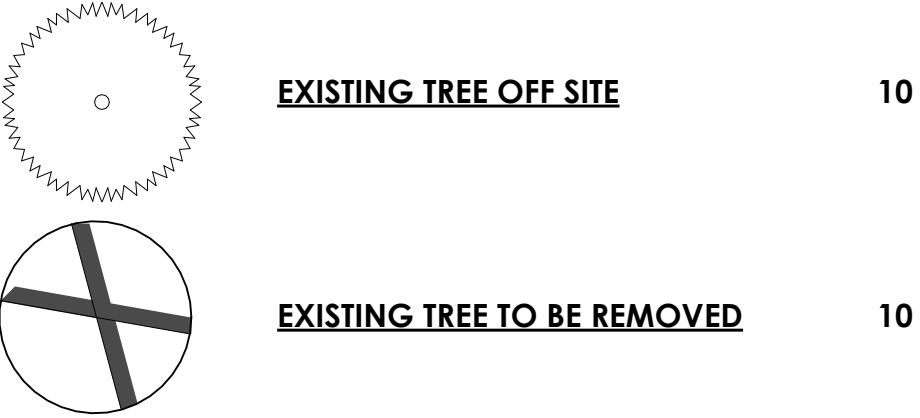 EXISTING TREE OFF SITE 10
EXISTING TREE TO BE REMOVED 10